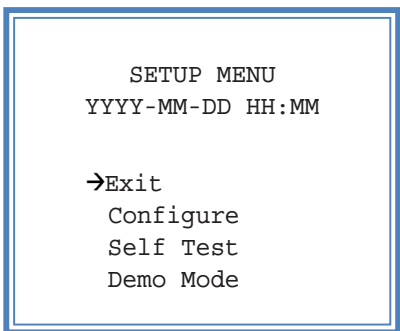 SETUP MENU
YYYY-MM-DD HH:MM
→Exit
Configure
Self Test
Demo Mode